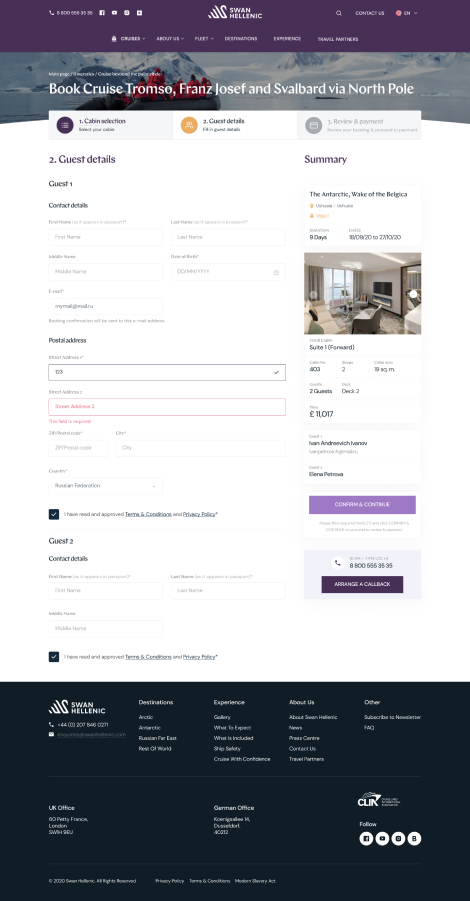 8 800 555 35 35
SWAN
HELLENIC
CONTACT US
EN
CRUISES
ABOUT US
FLEET
DESTINATIONS
EXPERIENCE
TRAVEL PARTNERS
Book Cruise Tromso, Franz Josef and Svalbard via North Pole
1. Cabin selection
Select your cabin
2. Guest details
Fill in guest details
3. Review & payment
Review your booking & proceed to payment
2. Guest details
Guest 1
Contact details
First Name (as it appears in passport)*
Last Name (as it appears in passport)*
First Name
Last Name
Middle Name
Date of Birth*
Middle Name
DD/MM/YYYY
E-mail*
mymail@mail.ru
Booking confirmation will be sent to this e-mail address
Postal address
Street Address 1*
123
Street Address 2
Street Address 2
This field is required
ZIP/Postal code*
City*
ZIP/Postal code
City
Country*
Russian Federation
I have read and approved Terms & Conditions and Privacy Policy*
Guest 2
Contact details
First Name (as it appears in passport)*
Last Name (as it appears in passport)*
First Name
Last Name
Middle Name
Middle Name
I have read and approved Terms & Conditions and Privacy Policy*
Summary
The Antarctic, Wake of the Belgica
Ushuaia - Ushuaia
DURATION
DATES
9 Days
18/09/20 to 27/10/20
YOUR CABIN
Suite 1 (Forward)
Cabin No
Sleeps
Cabin area
403
2
19 sq. m.
Guests
Deck
2 Guests
Deck 2
Price
£ 11,017
Guest 1
Ivan Andreevich Ivanov
ivanpetrovich@mail.ru
Guest 2
Elena Petrova
CONFIRM & CONTINUE
8 800 555 35 35
ARRANGE A CALLBACK
SWAN
HELLENIC
+44 (0) 207 846 0271
enquiries@swanhellenic.com
Destinations
Arctic
Antarctic
Russian Far East
Rest Of World
Experience
Gallery
What To Expect
What Is Included
Ship Safety
Cruise With Confidence
About Us
About Swan Hellenic
News
Press Centre
Contact Us
Travel Partners
Other
Subscribe to Newsletter
FAQ
UK Office
60 Petty France,
London
SW1H 9EU
German Office
Koenigsallee 14,
Dusseldorf,
40212
CLIA
Follow
© 2020 Swan Hellenic. All Rights Reserved
Privacy Policy
Terms & Conditions
Modern Slavery Act